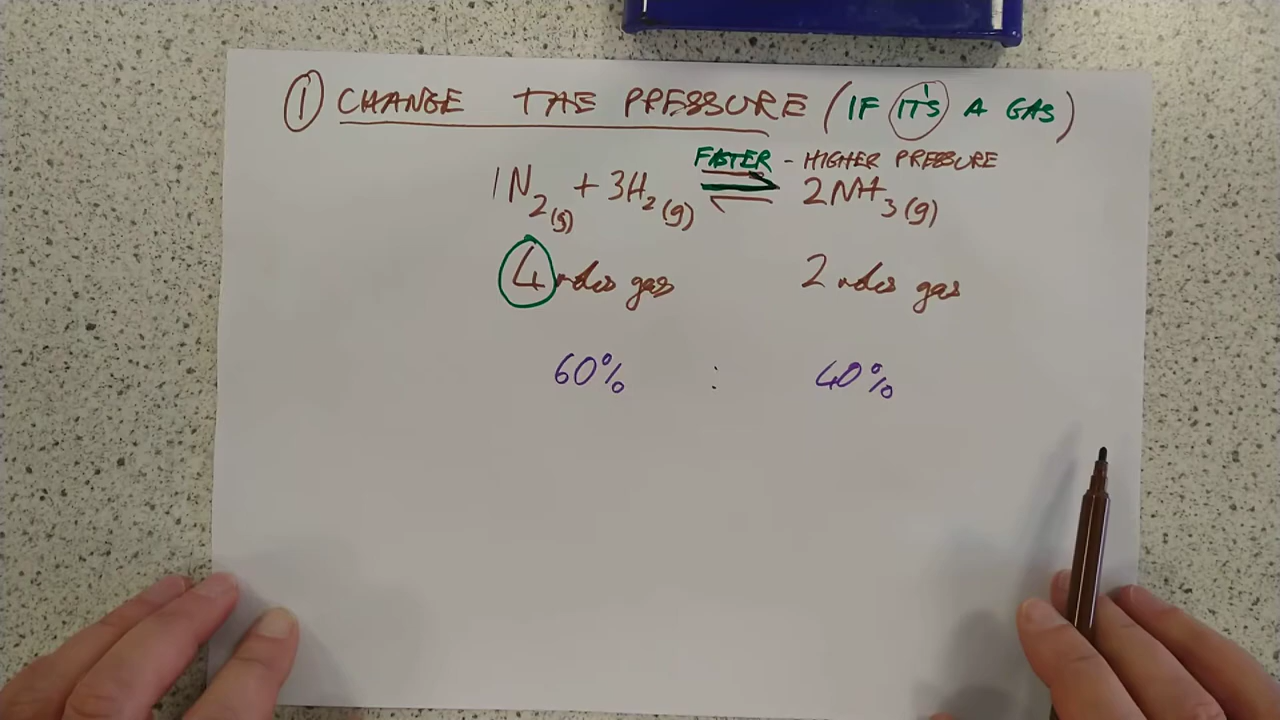 ① CHANGE THE PRESSURE (IF IT'S A GAS)
FASTER - HIGHER PRESSURE
1N₂(g) + 3H₂(g) ⇌ 2NH₃(g)
4 moles gas 2 moles gas
60% : 40%